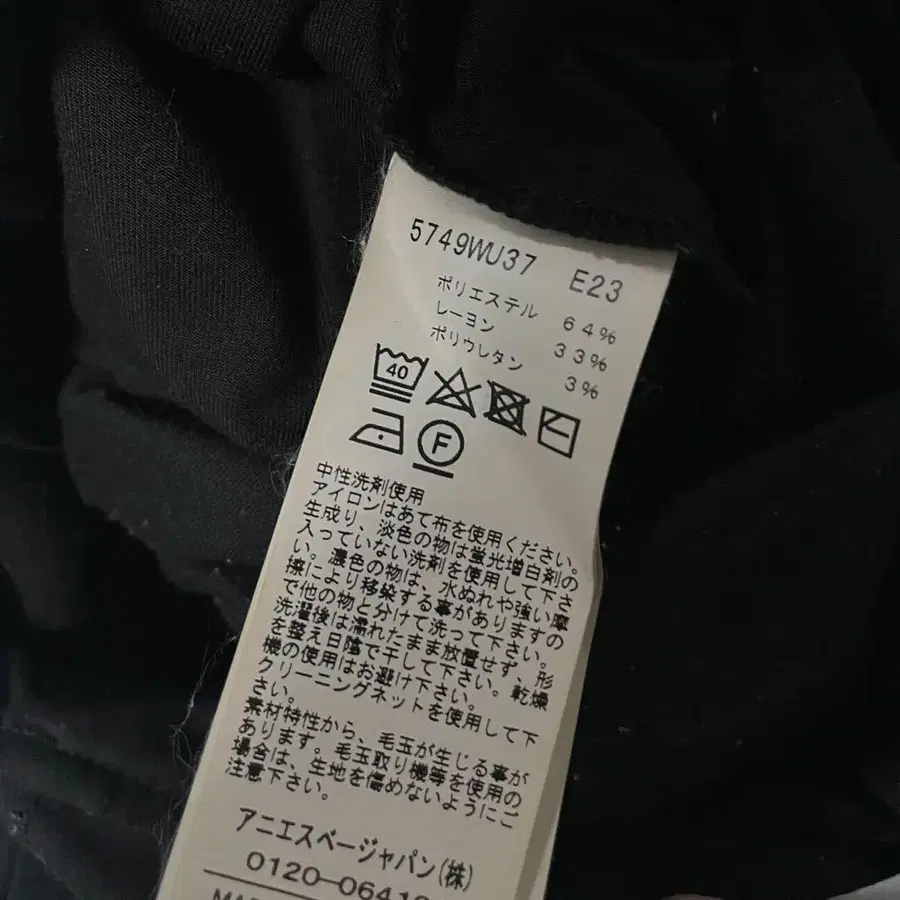 5749WU37 E23
ポリエステル 64%
レーヨン 33%
ポリウレタン 3%
40
F
中性洗剤使用
アイロンはあて布を使用ください。
生成り、淡色の物は蛍光増白剤の
入っていない洗剤を使用して下さ
い。濃色の物は、水ぬれや強い摩
擦により移染する事がありますの
で他の物と分けて洗って下さい。
洗濯後は濡れたまま放置せず、形
を整え日陰で干して下さい。乾燥
機の使用はお避け下さい。
クリーニングネットを使用して下
さい。
素材特性から、毛玉が生じる事が
あります。毛玉取り機等を使用の
場合は、生地を傷めないようにご
注意下さい。
アニエスベージャパン(株)
0120-06441